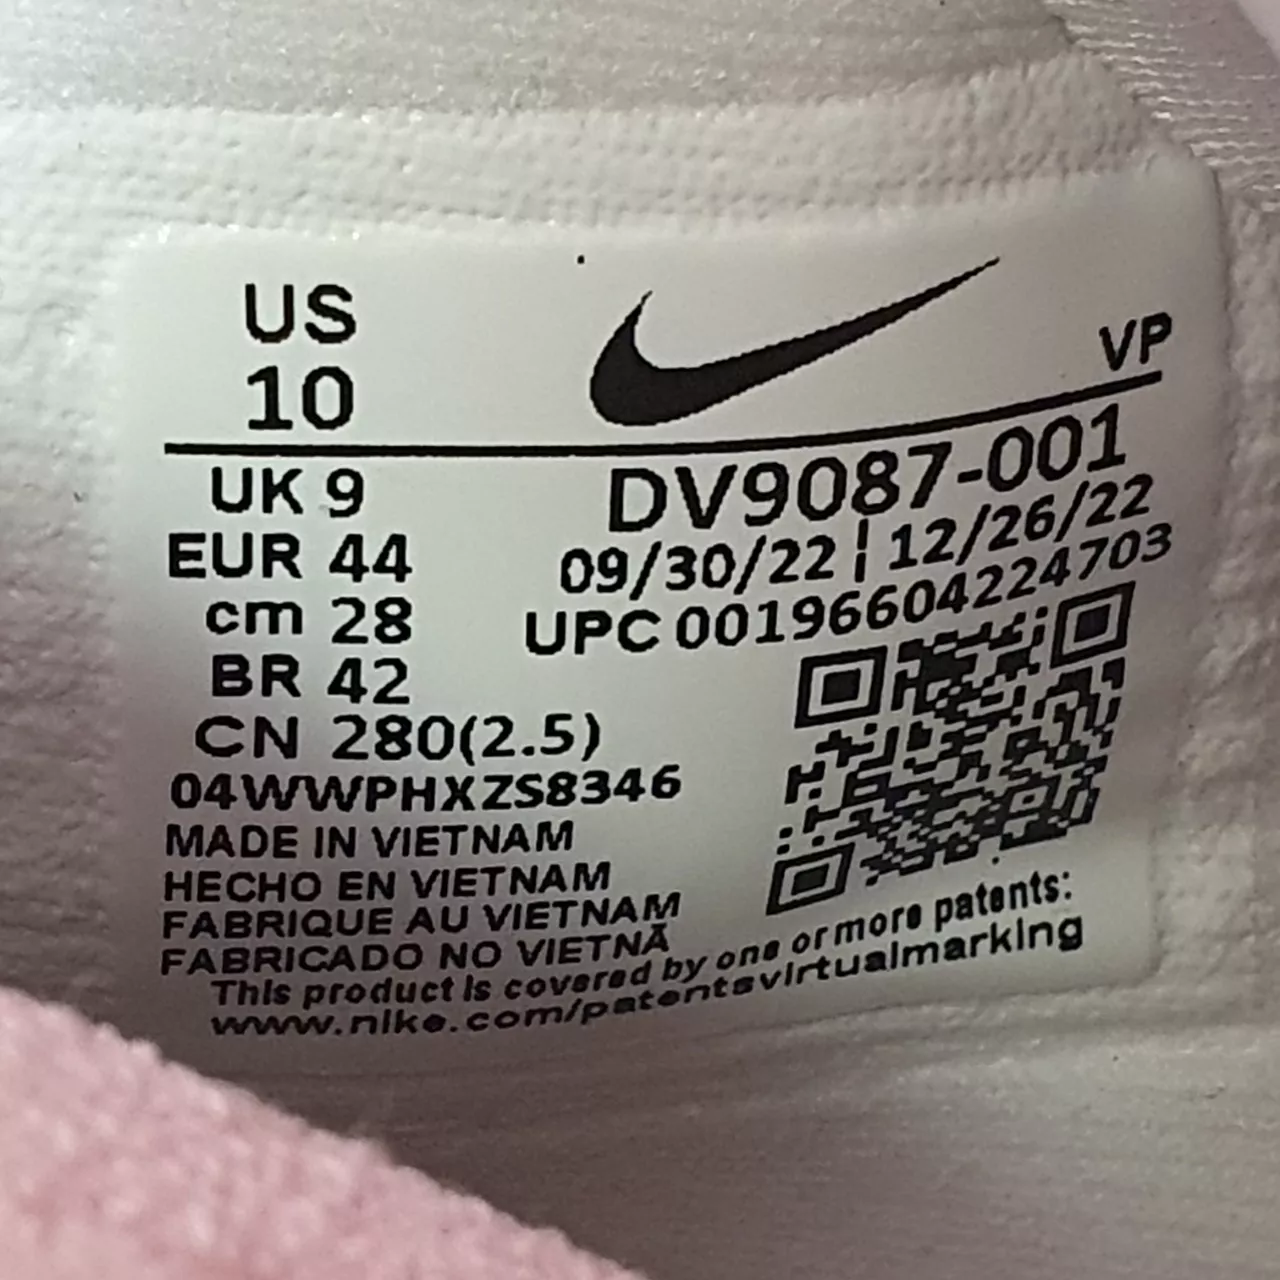 US
10
VP
UK 9
EUR 44
cm 28
BR 42
CN 280(2.5)
DV9087-001
09/30/22 | 12/26/22
UPC 00196604224703
04WWPHXZS8346
MADE IN VIETNAM
HECHO EN VIETNAM
FABRIQUE AU VIETNAM
FABRICADO NO VIETNÃ
This product is covered by one or more patents:
www.nike.com/patentsvirtualmarking